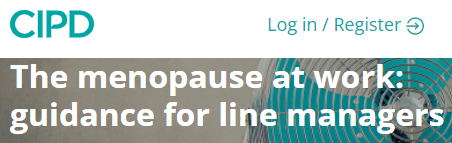 CIPD
Log in / Register
The menopause at work:
guidance for line managers